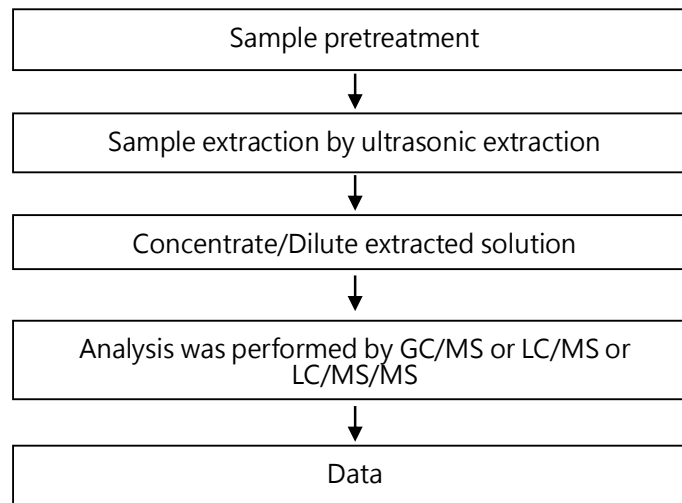 Sample pretreatment
Sample extraction by ultrasonic extraction
Concentrate/Dilute extracted solution
Analysis was performed by GC/MS or LC/MS or
LC/MS/MS
Data